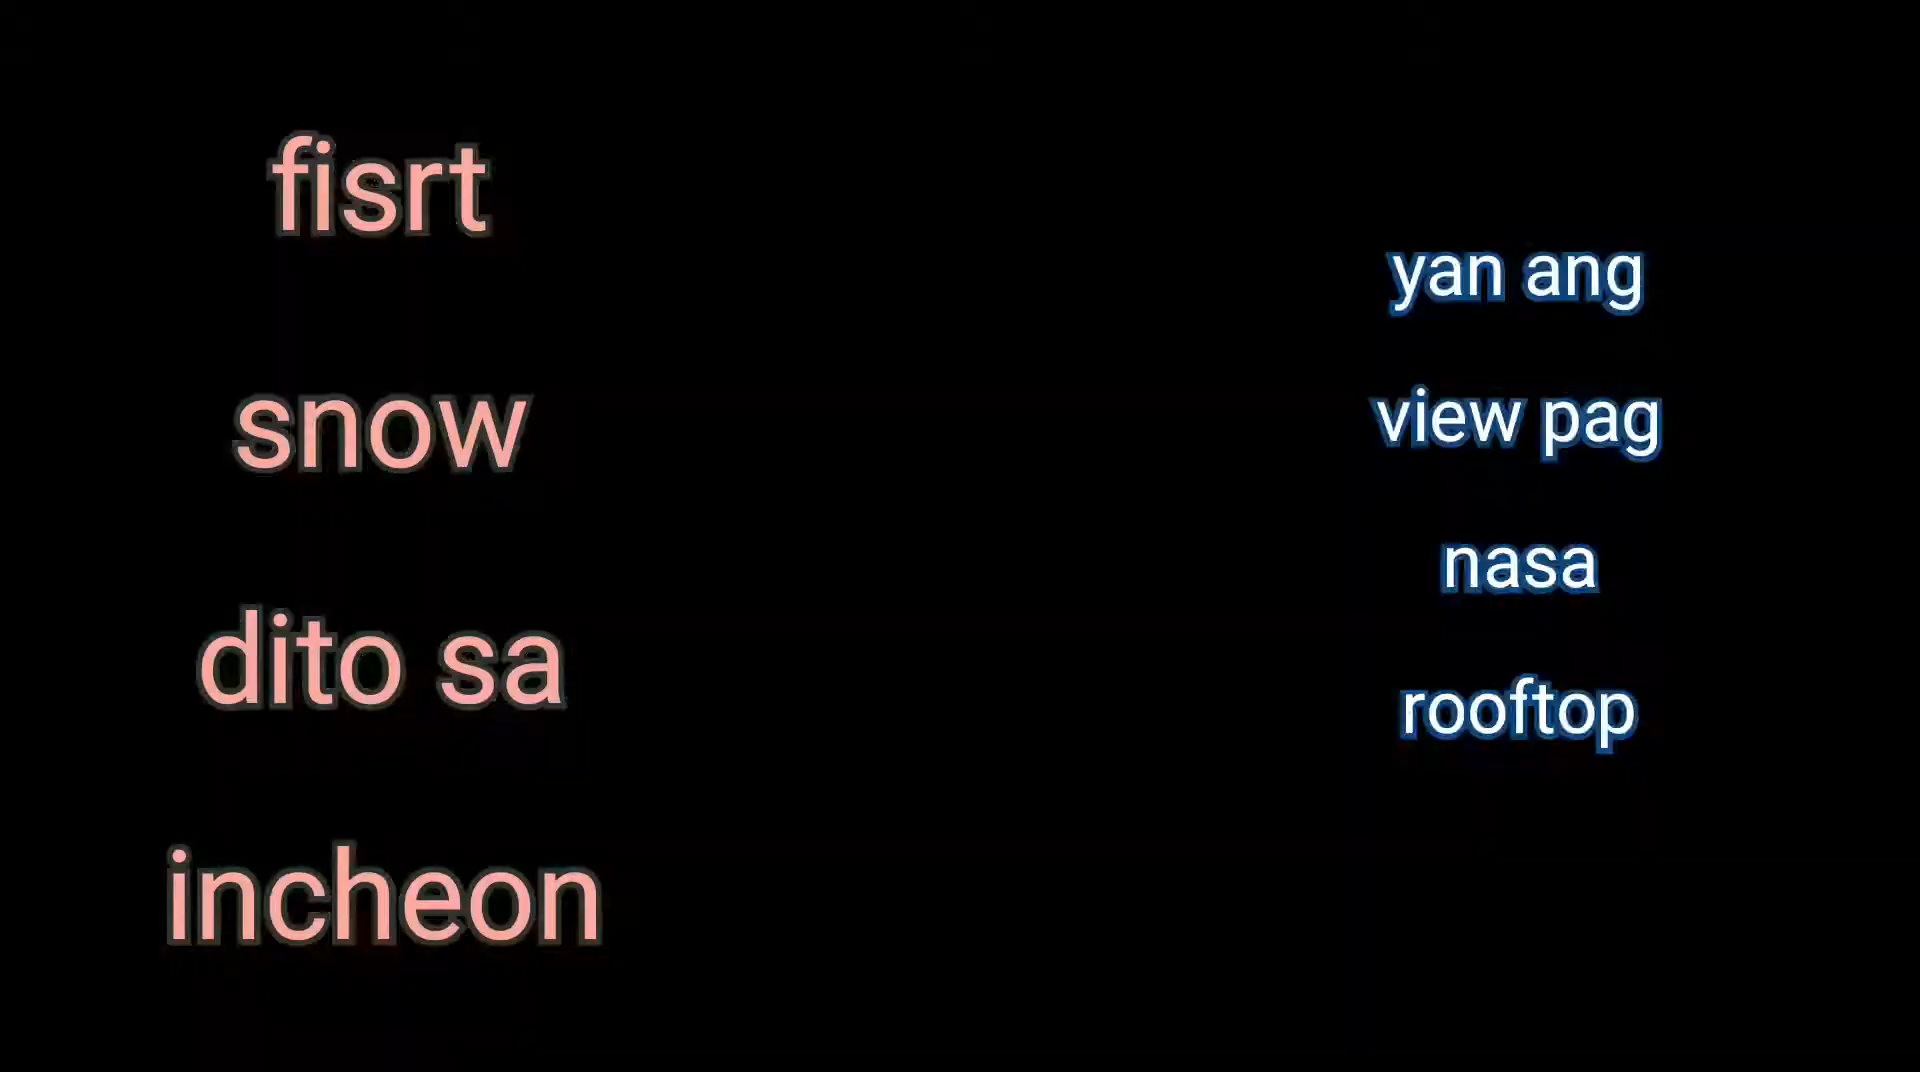 fisrt
snow
dito sa
incheon
yan ang
view pag
nasa
rooftop